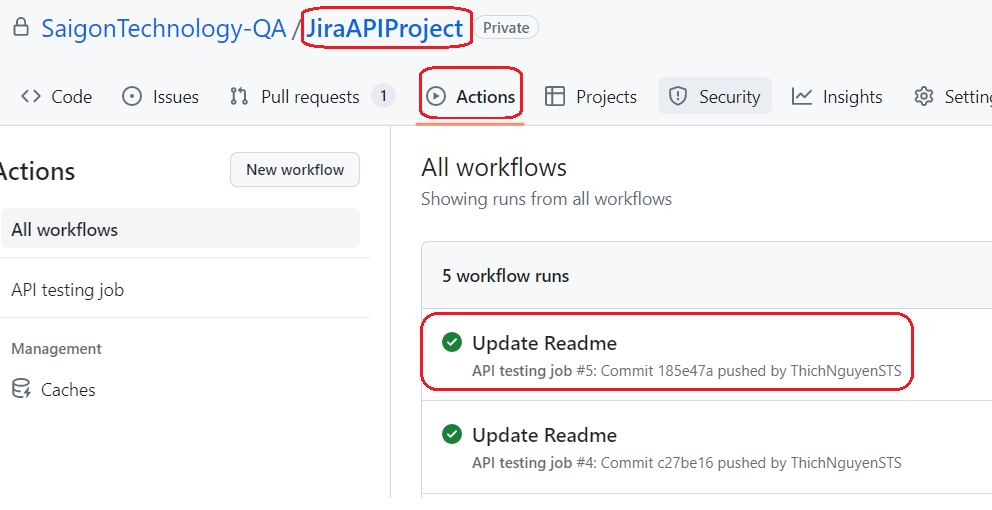 SaigonTechnology-QA / JiraAPIProject Private
Code Issues Pull requests 1 Actions Projects Security Insights Settin
Actions New workflow
All workflows
API testing job
Management
Caches
All workflows
Showing runs from all workflows
5 workflow runs
Update Readme
API testing job #5: Commit 185e47a pushed by ThichNguyenSTS
Update Readme
API testing job #4: Commit c27be16 pushed by ThichNguyenSTS